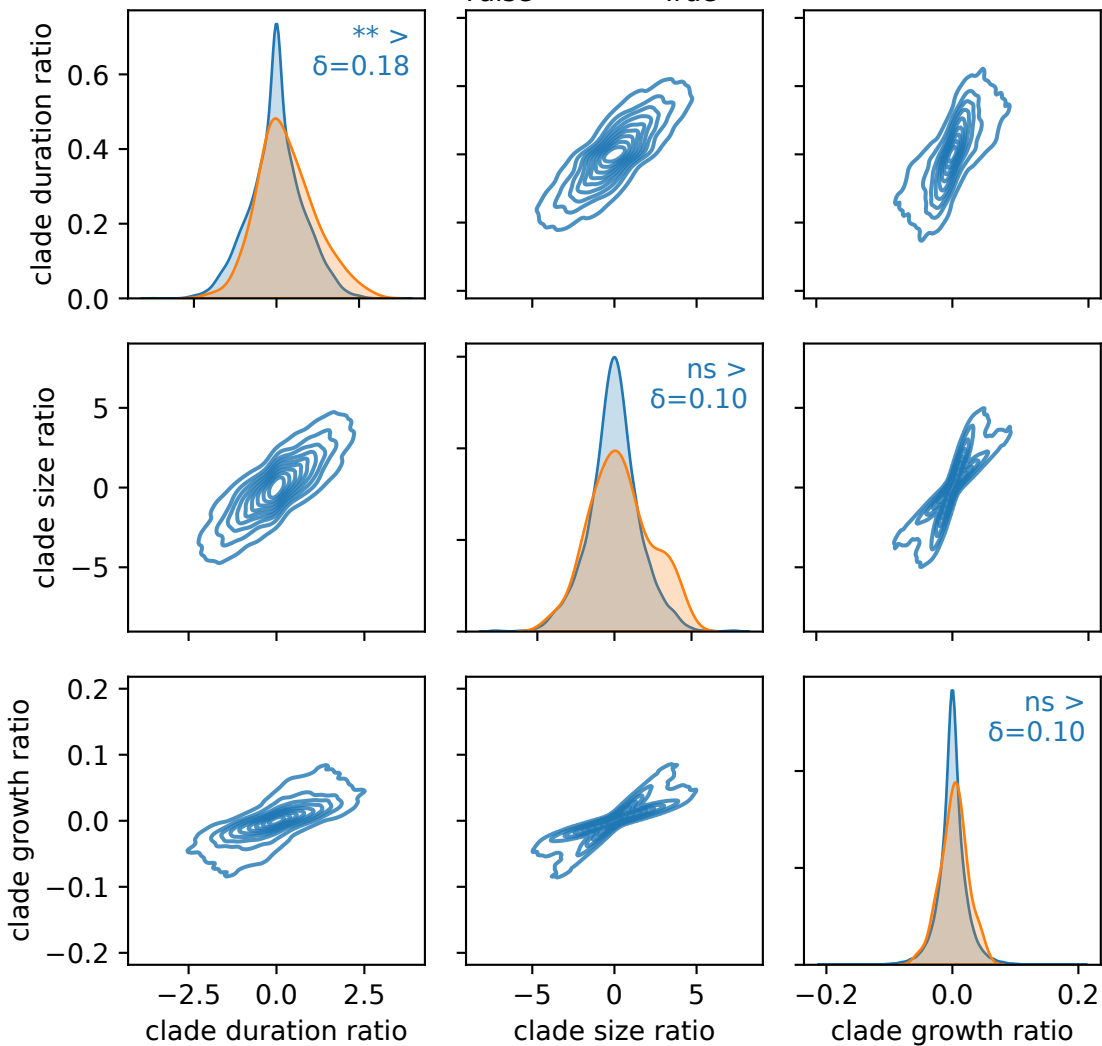 ** >
δ=0.18
clade duration ratio
0.6
0.4
0.2
0.0
ns >
δ=0.10
clade size ratio
5
0
−5
ns >
δ=0.10
clade growth ratio
0.2
0.1
0.0
−0.1
−0.2
−2.5 0.0 2.5
−5 0 5
−0.2 0.0 0.2
clade duration ratio
clade size ratio
clade growth ratio